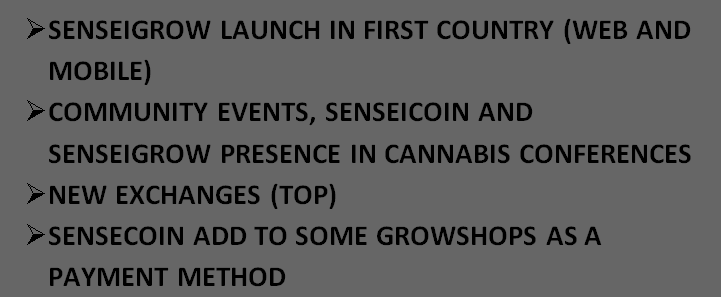 ➢SENSEIGROW LAUNCH IN FIRST COUNTRY (WEB AND
MOBILE)
➢COMMUNITY EVENTS, SENSEICOIN AND
SENSEIGROW PRESENCE IN CANNABIS CONFERENCES
➢NEW EXCHANGES (TOP)
➢SENSECOIN ADD TO SOME GROWSHOPS AS A
PAYMENT METHOD